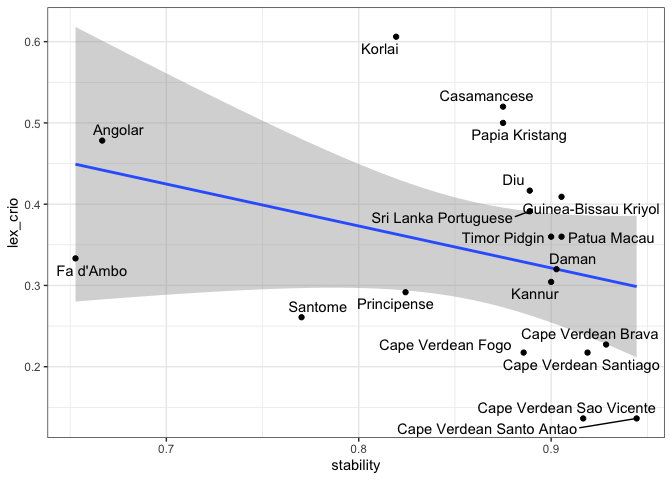 0.6
0.5
0.4
0.3
0.2
lex_crio
Korlai
Casamancese
Papia Kristang
Angolar
Diu
Guinea-Bissau Kriyol
Sri Lanka Portuguese
Timor Pidgin
Patua Macau
Daman
Fa d'Ambo
Kannur
Principense
Santome
Cape Verdean Brava
Cape Verdean Fogo
Cape Verdean Santiago
Cape Verdean Sao Vicente
Cape Verdean Santo Antao
0.7
0.8
0.9
stability